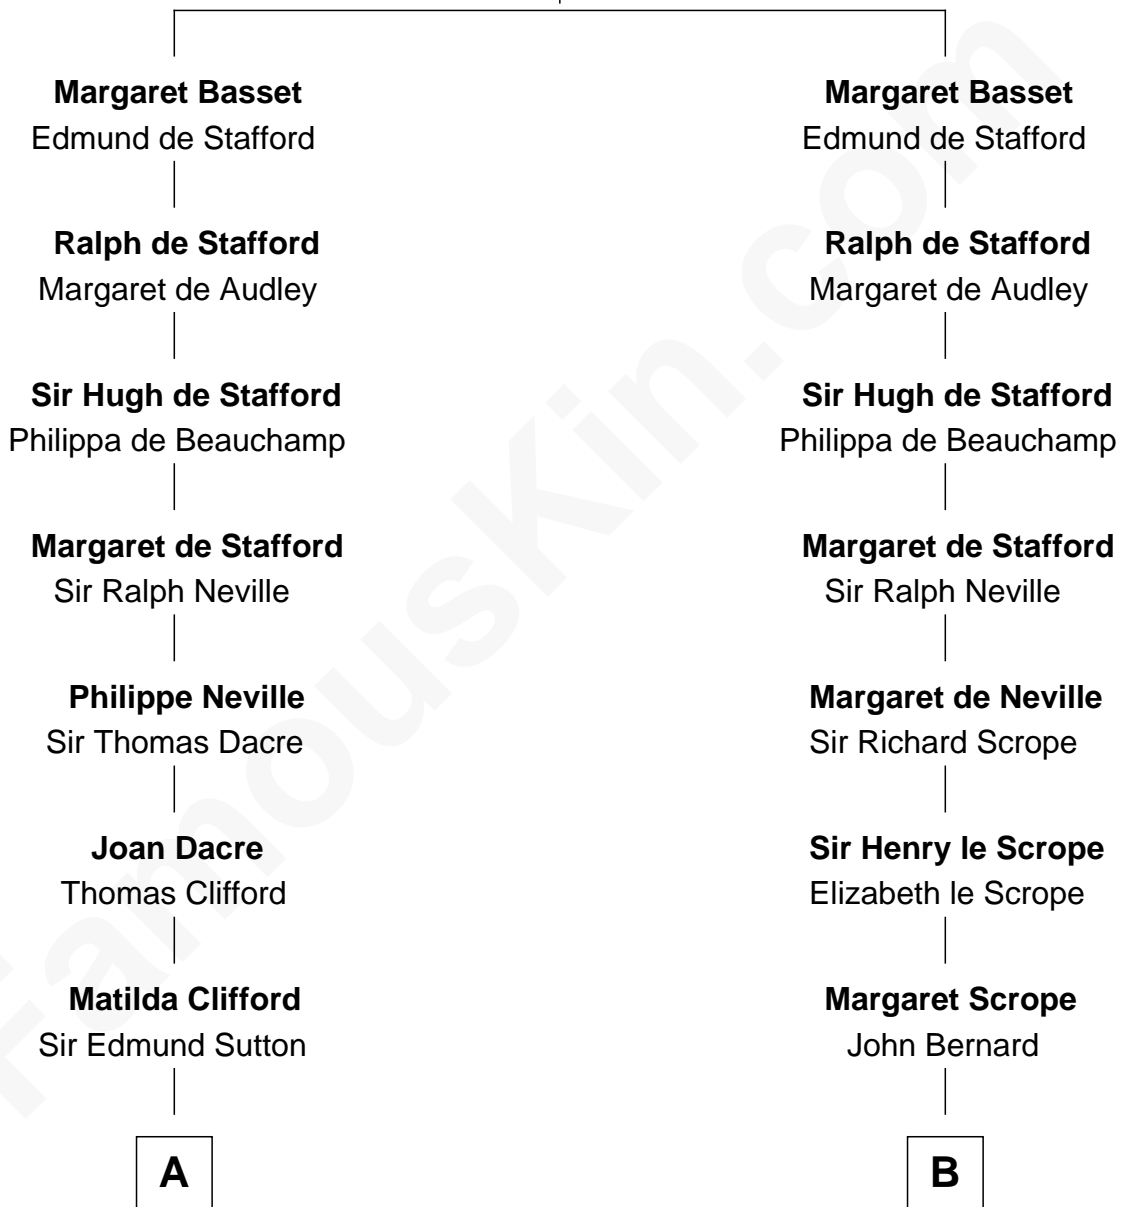 Margaret Basset
Edmund de Stafford
Ralph de Stafford
Margaret de Audley
Sir Hugh de Stafford
Philippa de Beauchamp
Margaret de Stafford
Sir Ralph Neville
Philippe Neville
Sir Thomas Dacre
Joan Dacre
Thomas Clifford
Matilda Clifford
Sir Edmund Sutton
A
Margaret Basset
Edmund de Stafford
Ralph de Stafford
Margaret de Audley
Sir Hugh de Stafford
Philippa de Beauchamp
Margaret de Stafford
Sir Ralph Neville
Margaret de Neville
Sir Richard Scrope
Sir Henry le Scrope
Elizabeth le Scrope
Margaret Scrope
John Bernard
B
FamousKin.com